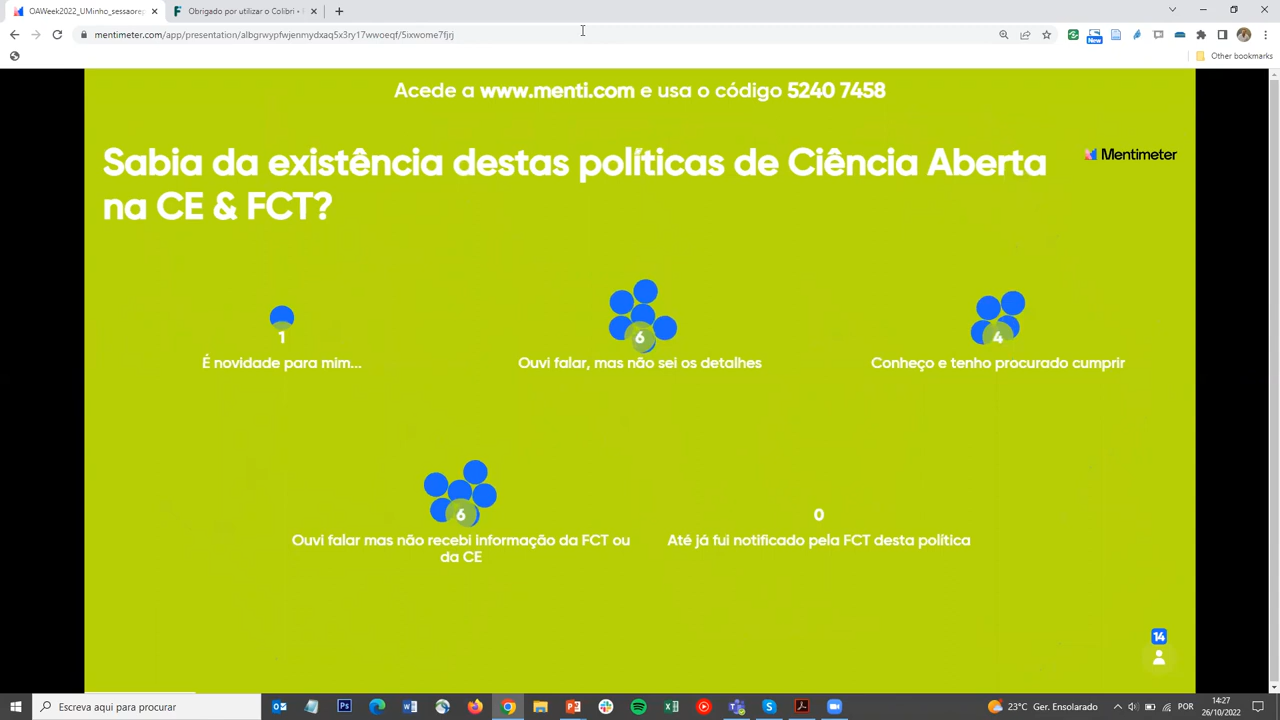 OAWeek2022_UMinho_sessaore
Obrigado por utilizar o Colibri •
mentimeter.com/app/presentation/albgrwypfwjenmydxaq5x3ry17wwoeqf/5ixwome7fjrj
New
Other bookmarks
Acede a www.menti.com e usa o código 5240 7458
Sabia da existência destas políticas de Ciência Aberta
na CE & FCT?
Mentimeter
1
É novidade para mim...
6
Ouvi falar, mas não sei os detalhes
4
Conheço e tenho procurado cumprir
6
Ouvi falar mas não recebi informação da FCT ou
da CE
0
Até já fui notificado pela FCT desta política
14
Escreva aqui para procurar
23°C Ger. Ensolarado
POR
14:27
26/10/2022